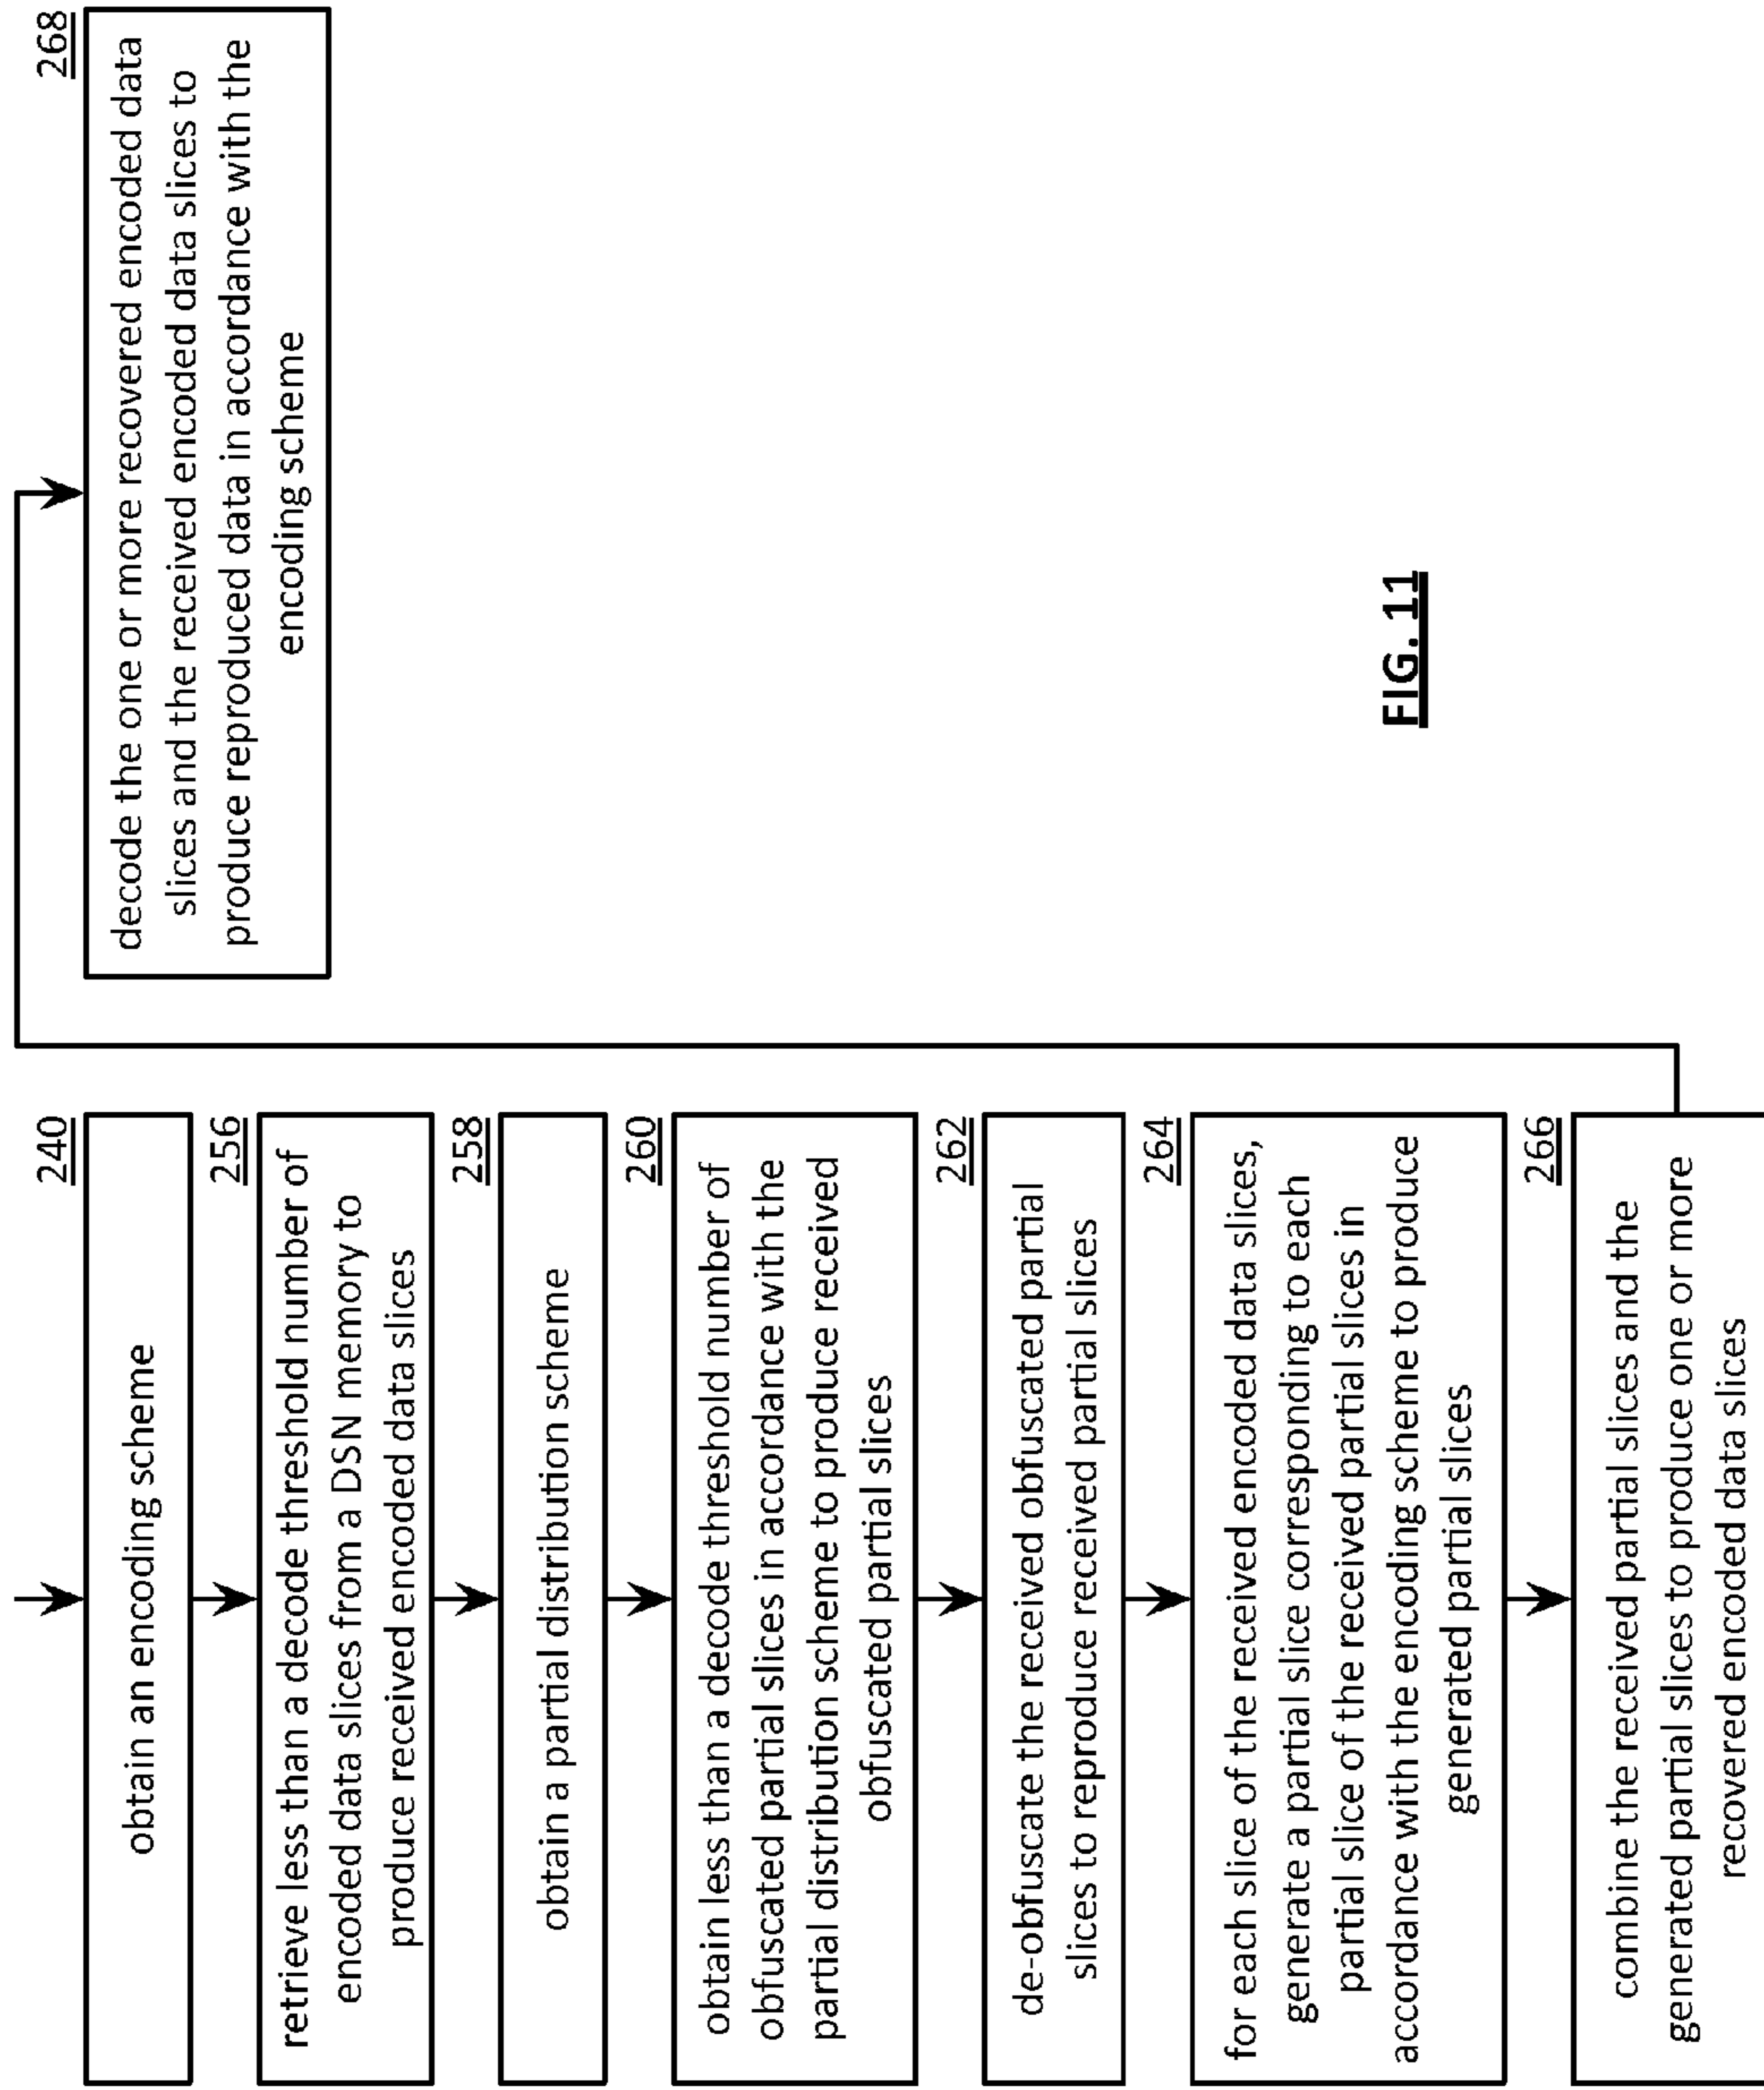 240
obtain an encoding scheme
256
retrieve less than a decode threshold number of
encoded data slices from a DSN memory to
produce received encoded data slices
258
obtain a partial distribution scheme
260
obtain less than a decode threshold number of
obfuscated partial slices in accordance with the
partial distribution scheme to produce received
obfuscated partial slices
262
de-obfuscate the received obfuscated partial
slices to reproduce received partial slices
264
for each slice of the received encoded data slices,
generate a partial slice corresponding to each
partial slice of the received partial slices in
accordance with the encoding scheme to produce
generated partial slices
266
combine the received partial slices and the
generated partial slices to produce one or more
recovered encoded data slices
268
decode the one or more recovered encoded data
slices and the received encoded data slices to
produce reproduced data in accordance with the
encoding scheme
FIG. 11